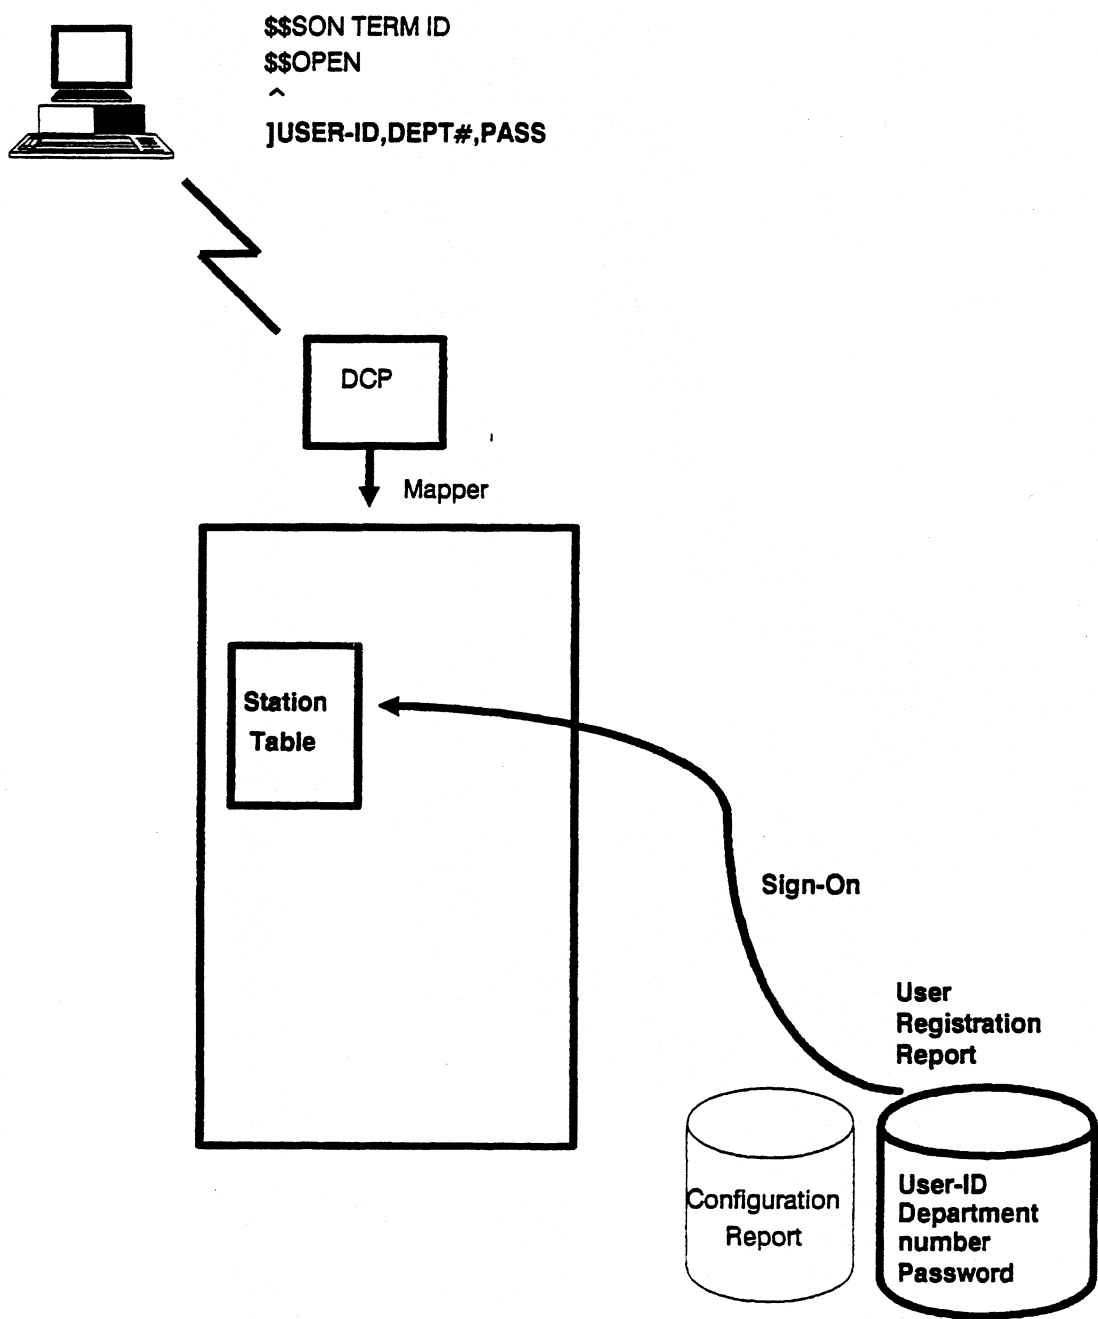 $$SON TERM ID
$$OPEN
^
]USER-ID,DEPT#,PASS
DCP
Mapper
Station
Table
Sign-On
User
Registration
Report
Configuration
Report
User-ID
Department
number
Password